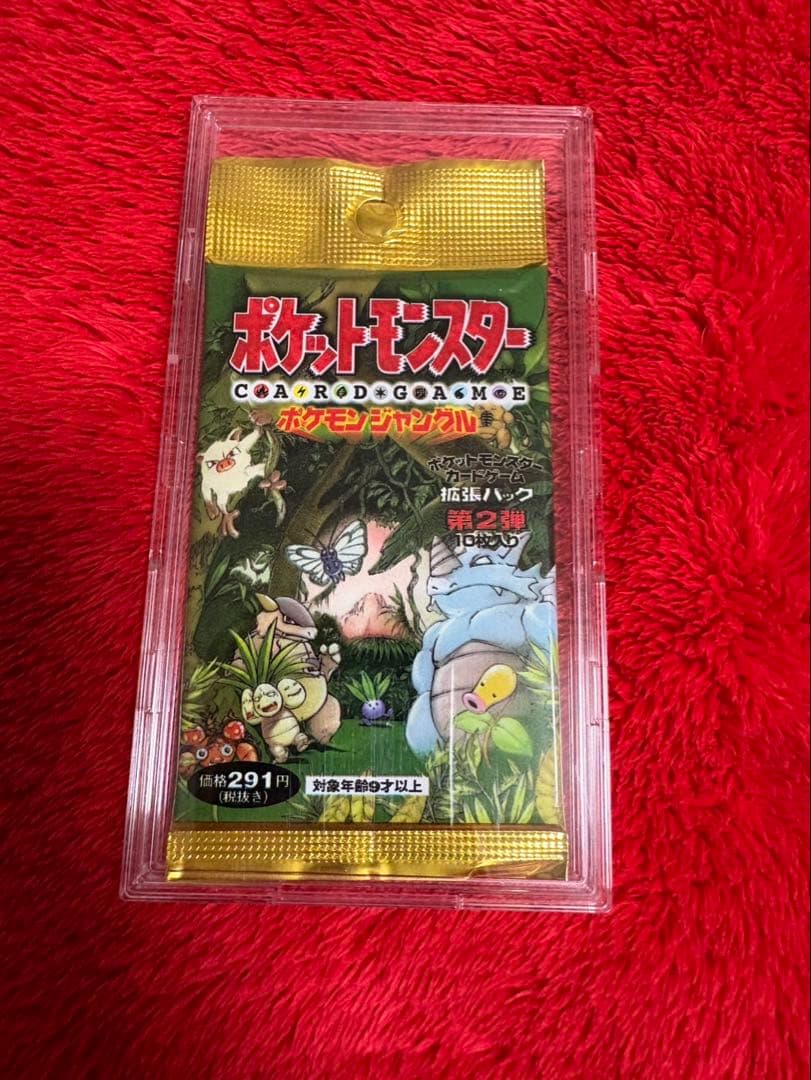 ポケットモンスター
CARDGAME
ポケモンジャングル
ポケットモンスター
カードゲーム
拡張パック
第2弾
10枚入り
価格291円
(税抜き)
対象年齢9才以上